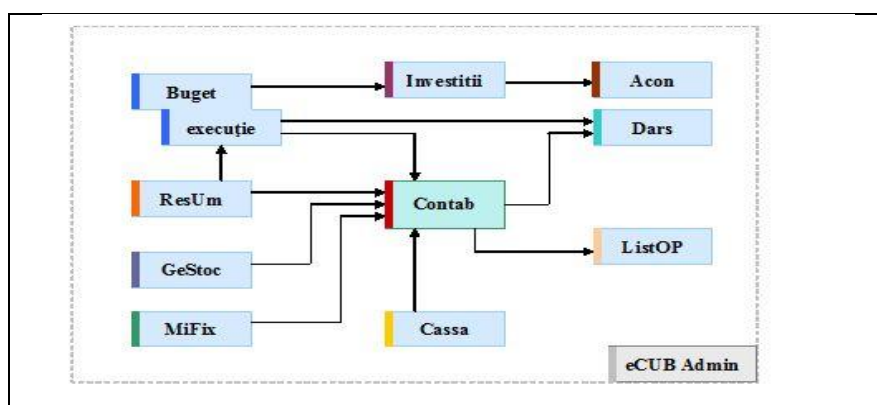 Buget
execuție
Investitii
Acon
Dars
ResUm
Contab
GeStoc
ListOP
MiFix
Cassa
eCUB Admin